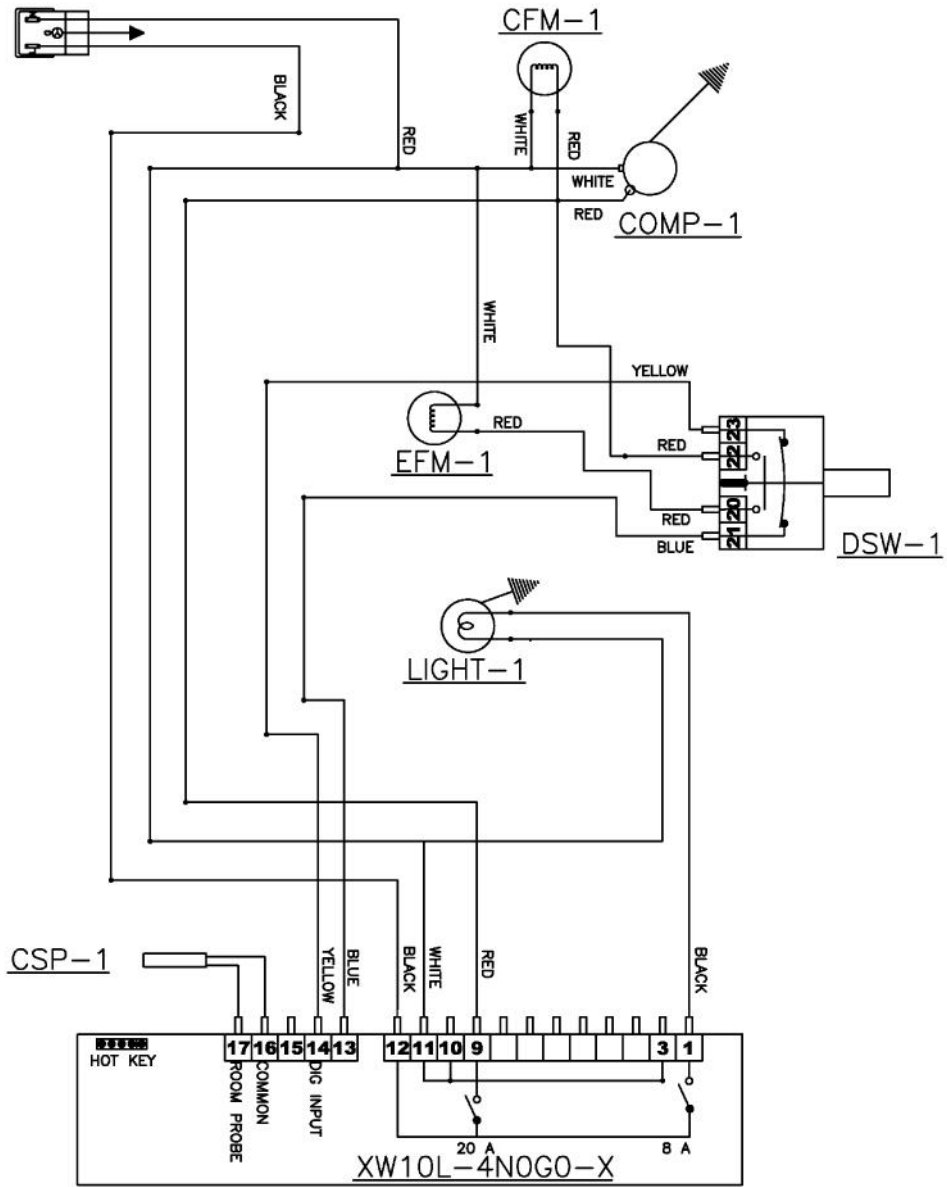 CFM-1
BLACK
RED
WHITE
RED
WHITE
RED
COMP-1
WHITE
YELLOW
RED
EFM-1
RED
23
22
20
21
RED
BLUE
DSW-1
LIGHT-1
CSP-1
YELLOW
BLUE
BLACK
WHITE
RED
BLACK
HOT KEY
17 16 15 14 13 12 11 10 9 3 1
ROOM PROBE
COMMON
DIG INPUT
20 A
8 A
XW10L-4N0G0-X